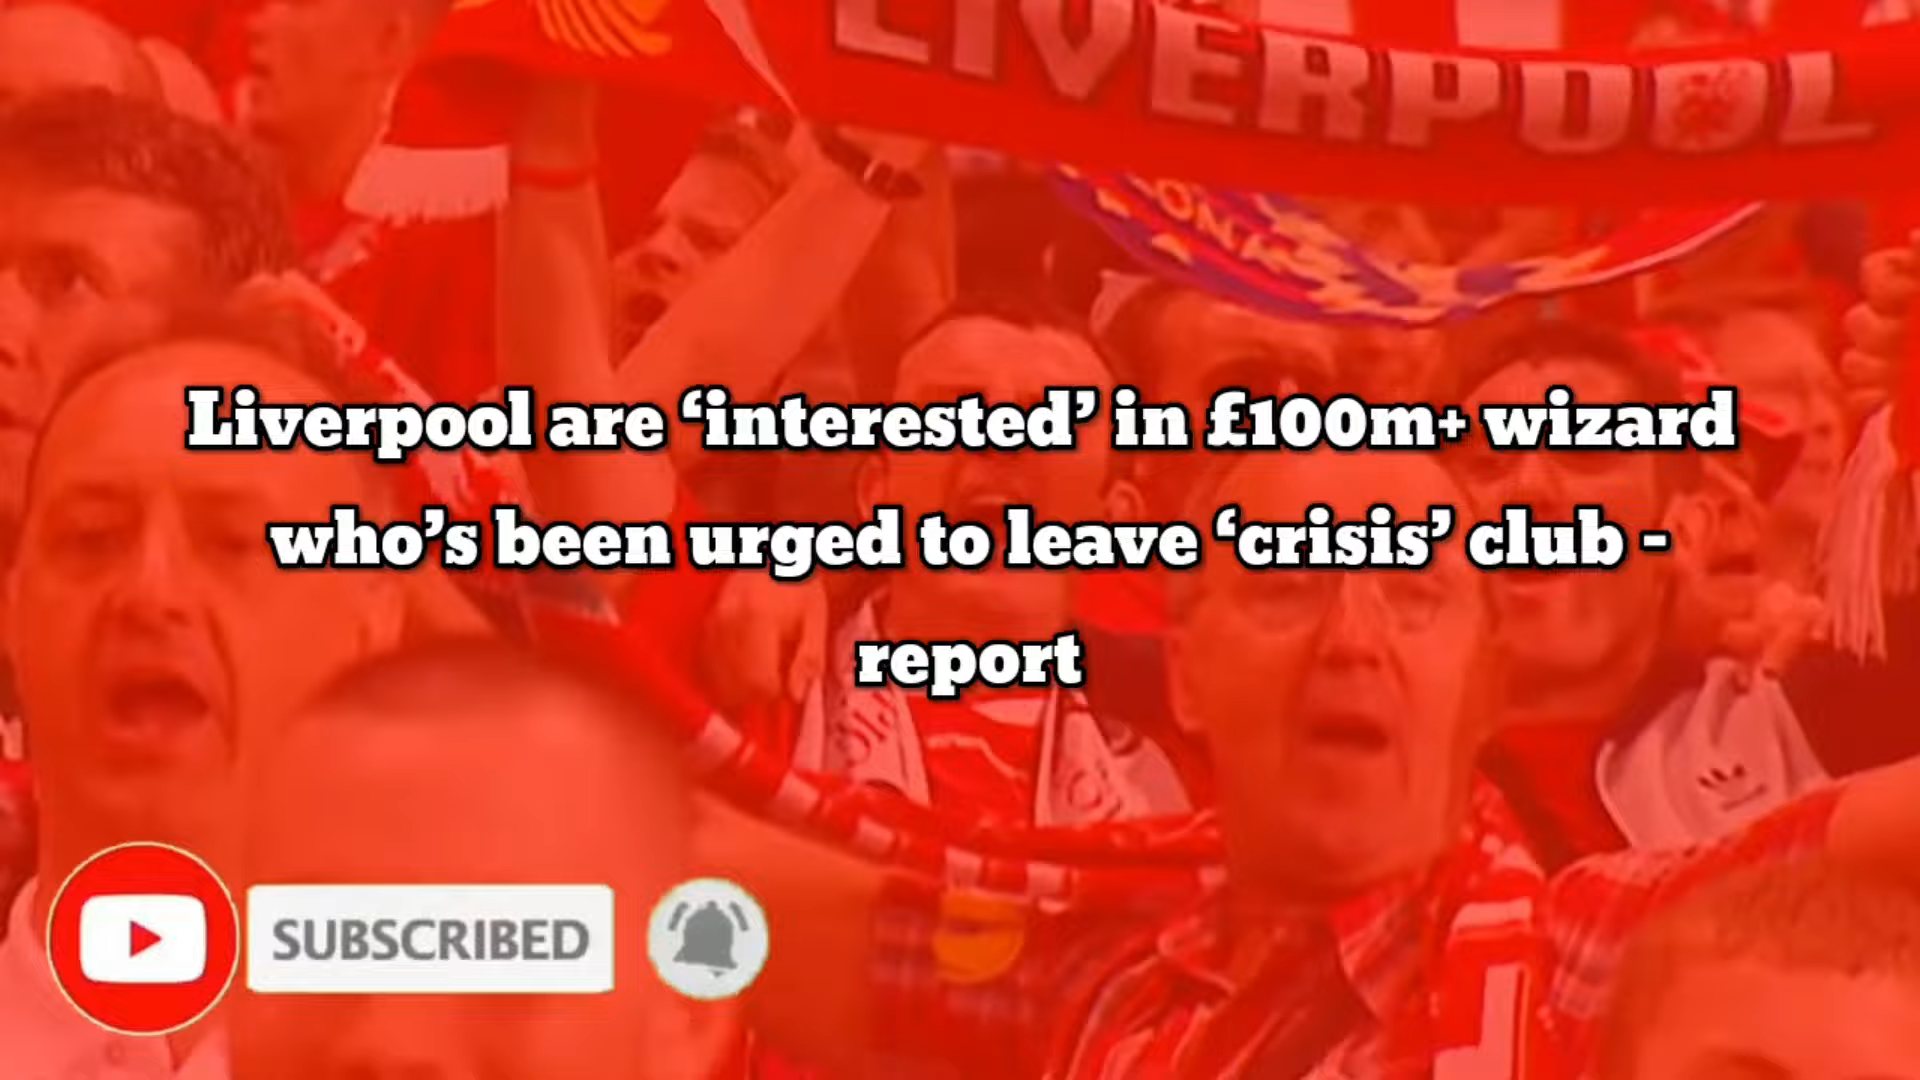 LIVERPOOL
Liverpool are ‘interested’ in £100m+ wizard
who’s been urged to leave ‘crisis’ club -
report
SUBSCRIBED